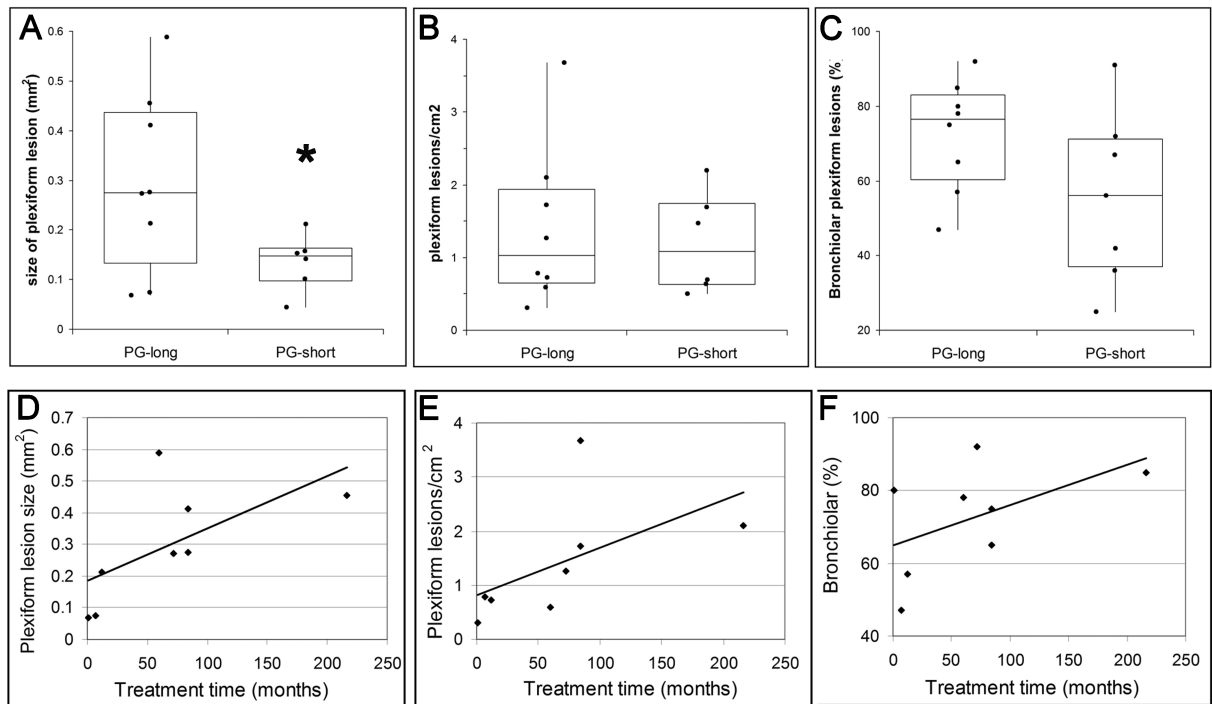 A
size of plexiform lesion (mm²)
0.6
0.5
0.4
0.3
0.2
0.1
0
*
PG-long PG-short
B
plexiform lesions/cm2
4
3
2
1
0
PG-long PG-short
C
Bronchiolar plexiform lesions (%)
100
80
60
40
20
PG-long PG-short
D
Plexiform lesion size (mm²)
0.7
0.6
0.5
0.4
0.3
0.2
0.1
0
0 50 100 150 200 250
Treatment time (months)
E
Plexiform lesions/cm²
4
3
2
1
0
0 50 100 150 200 250
Treatment time (months)
F
Bronchiolar (%)
100
80
60
40
0 50 100 150 200 250
Treatment time (months)